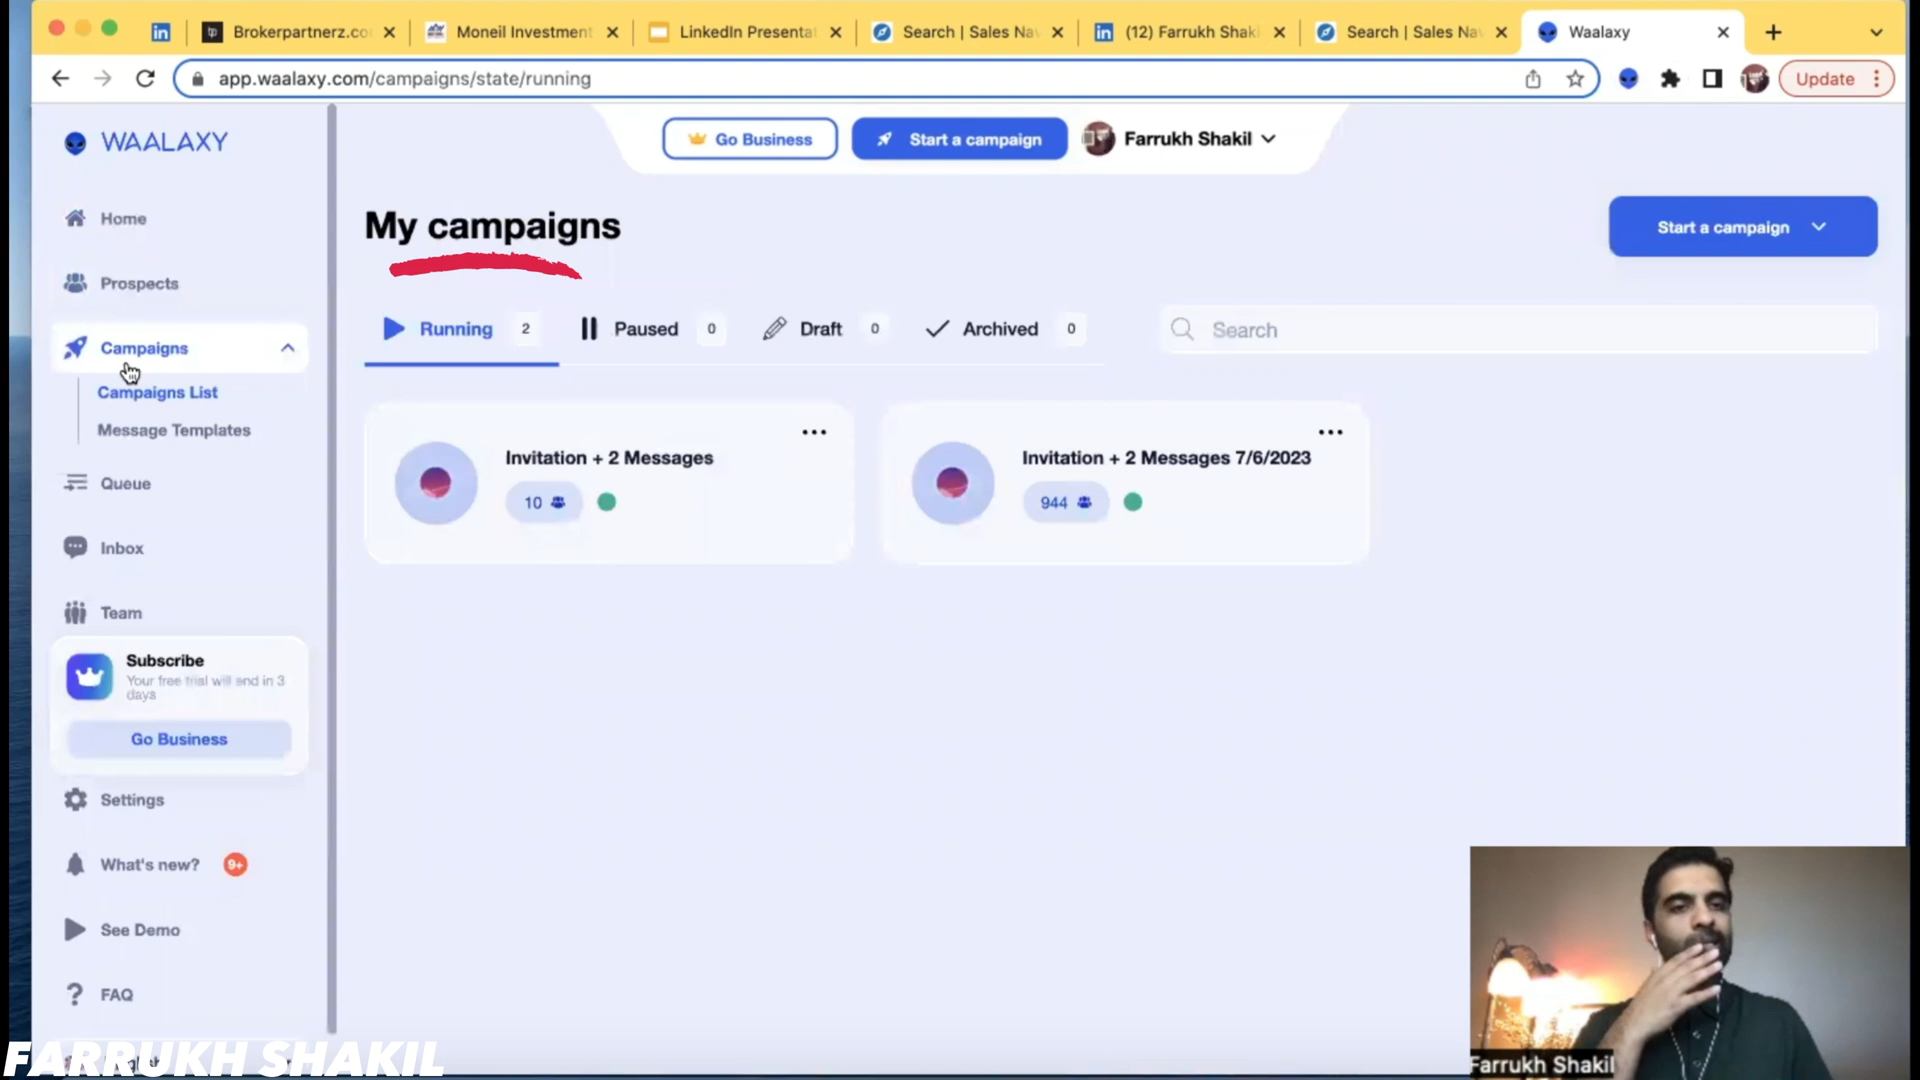 Brokerpartnerz.co
Moneil Investment
LinkedIn Presenta
Search | Sales Nav
(12) Farrukh Shaki
Search | Sales Nav
Waalaxy
app.waalaxy.com/campaigns/state/running
Update
WAALAXY
Go Business
Start a campaign
Farrukh Shakil
Home
Prospects
Campaigns
Campaigns List
Message Templates
Queue
Inbox
Team
Subscribe
Your free trial will end in 3
days
Go Business
Settings
What's new? 9+
See Demo
FAQ
My campaigns
Start a campaign
Running 2
Paused 0
Draft 0
Archived 0
Search
Invitation + 2 Messages
10
Invitation + 2 Messages 7/6/2023
944
FARRUKH SHAKIL
Farrukh Shakil